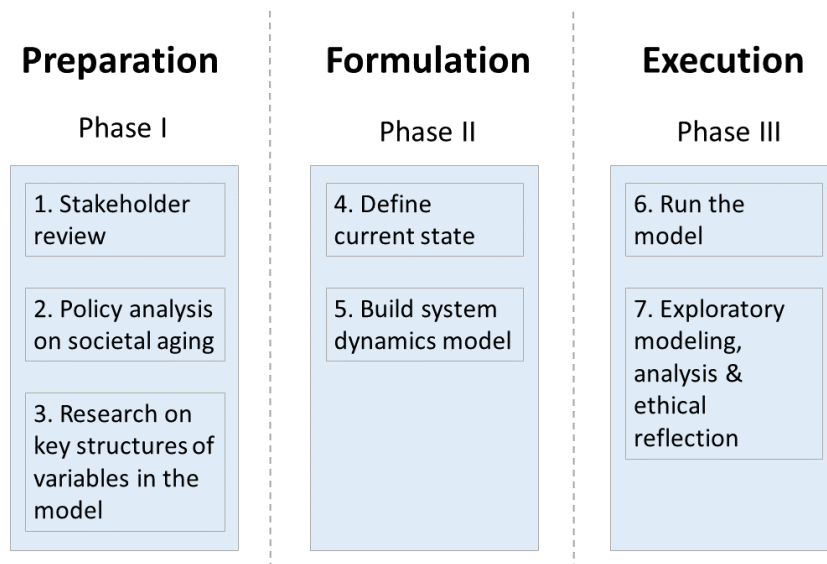 Preparation
Phase I
1. Stakeholder
review
2. Policy analysis
on societal aging
3. Research on
key structures of
variables in the
model
Formulation
Phase II
4. Define
current state
5. Build system
dynamics model
Execution
Phase III
6. Run the
model
7. Exploratory
modeling,
analysis &
ethical
reflection